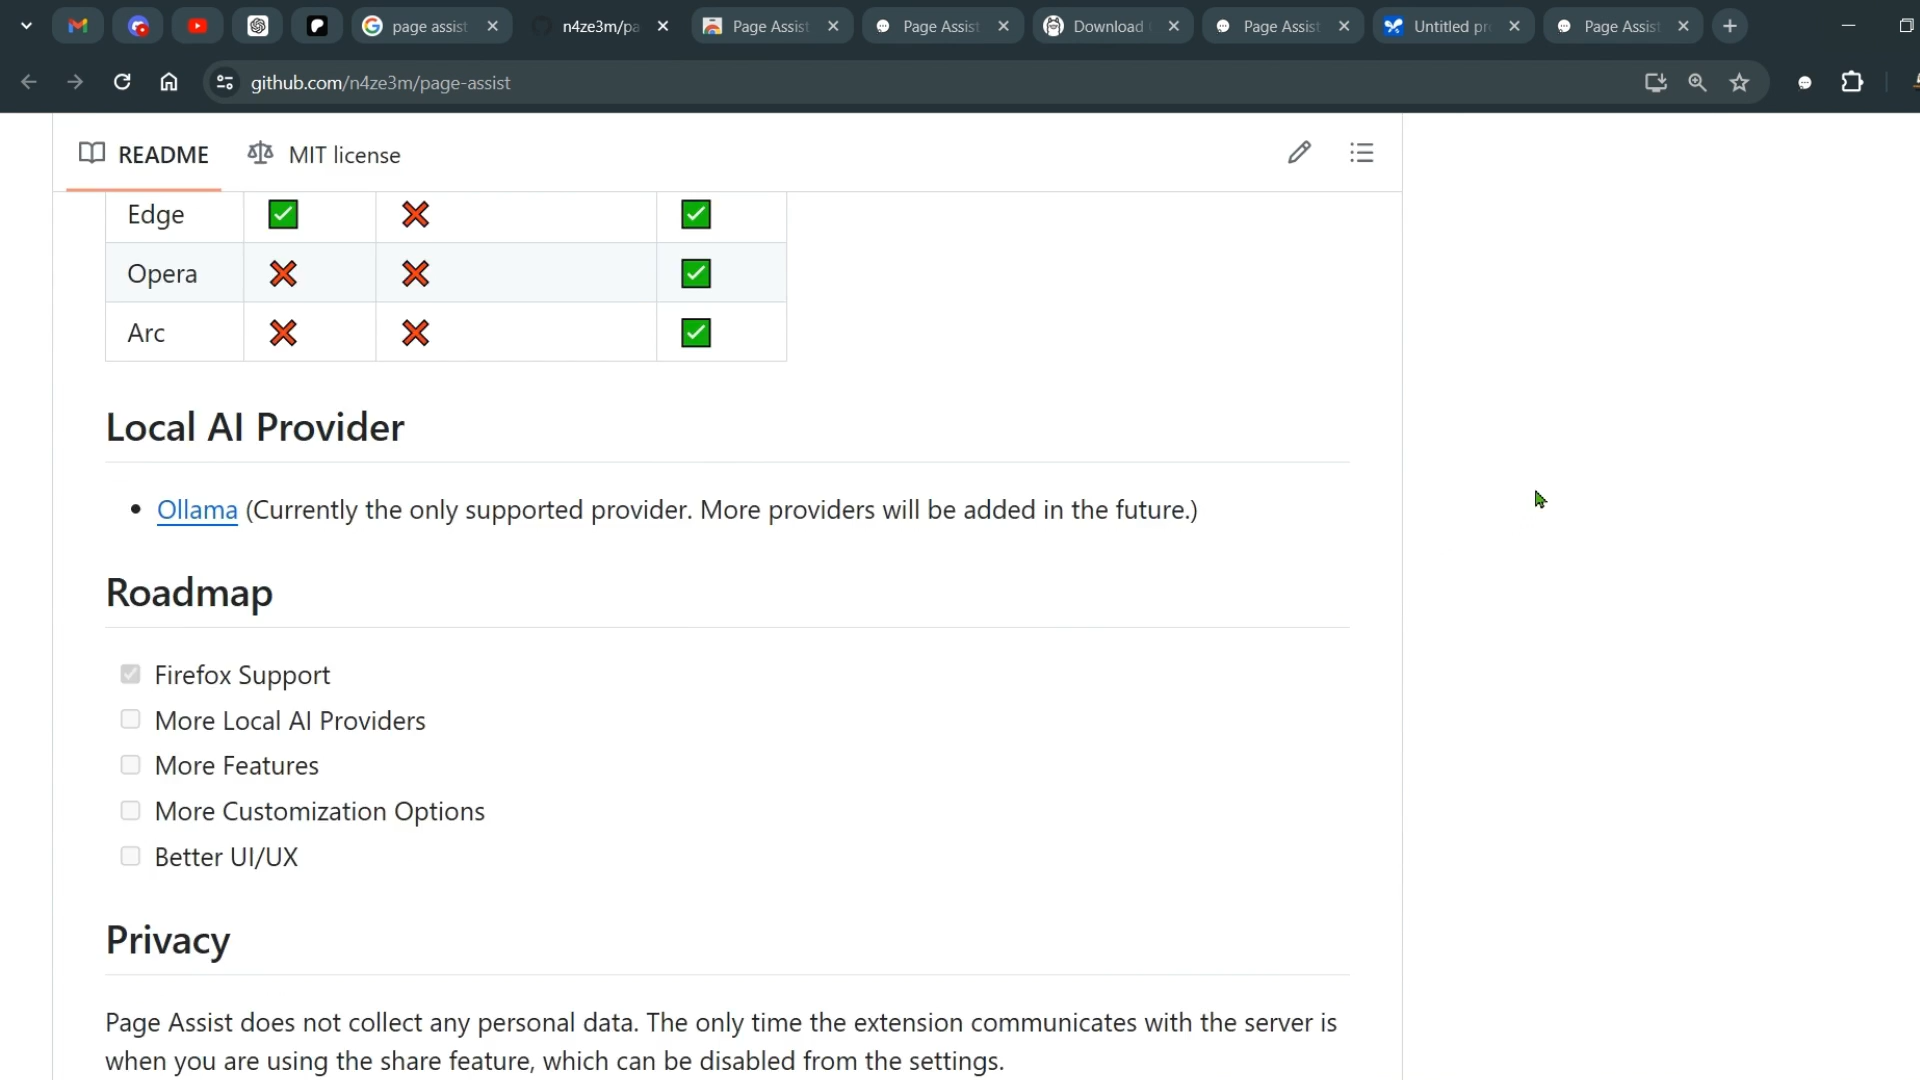 page assist
n4ze3m/pa
Page Assist
Page Assist
Download
Page Assist
Untitled pr
Page Assist
github.com/n4ze3m/page-assist
README
MIT license
Edge ✅ ❌ ✅
Opera ❌ ❌ ✅
Arc ❌ ❌ ✅
Local AI Provider
• Ollama (Currently the only supported provider. More providers will be added in the future.)
Roadmap
Firefox Support
More Local AI Providers
More Features
More Customization Options
Better UI/UX
Privacy
Page Assist does not collect any personal data. The only time the extension communicates with the server is
when you are using the share feature, which can be disabled from the settings.